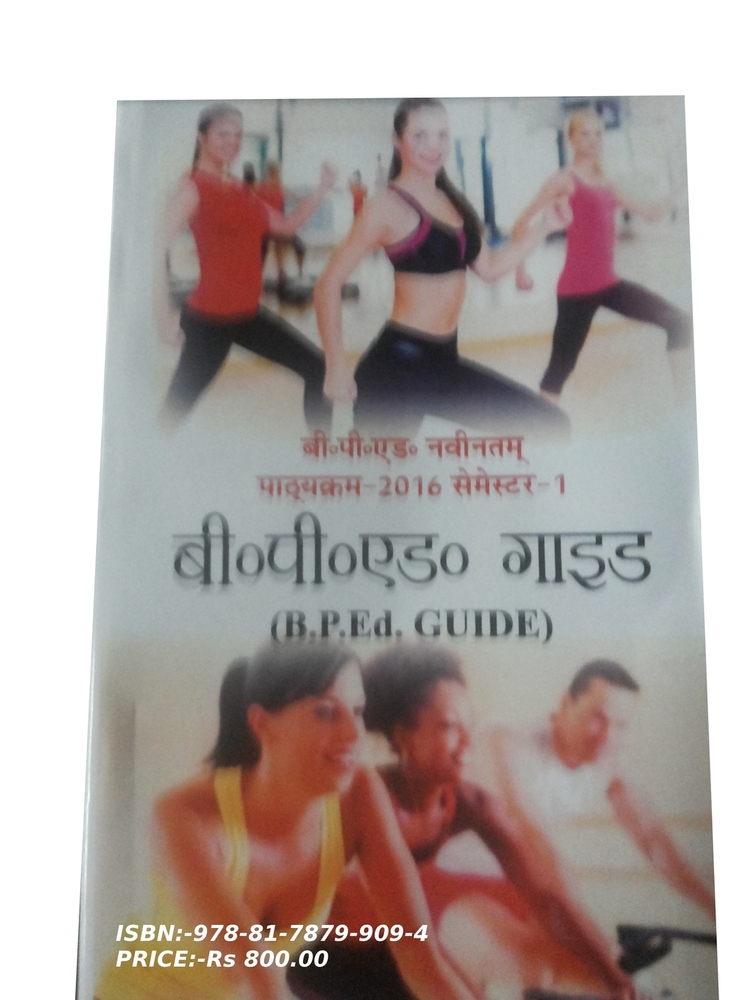 बी०पी०एड० नवीनतम्
पाठ्यक्रम-2016 सेमेस्टर-1
बी०पी०एड० गाइड
(B.P.Ed. GUIDE)
ISBN:-978-81-7879-909-4
PRICE:-Rs 800.00